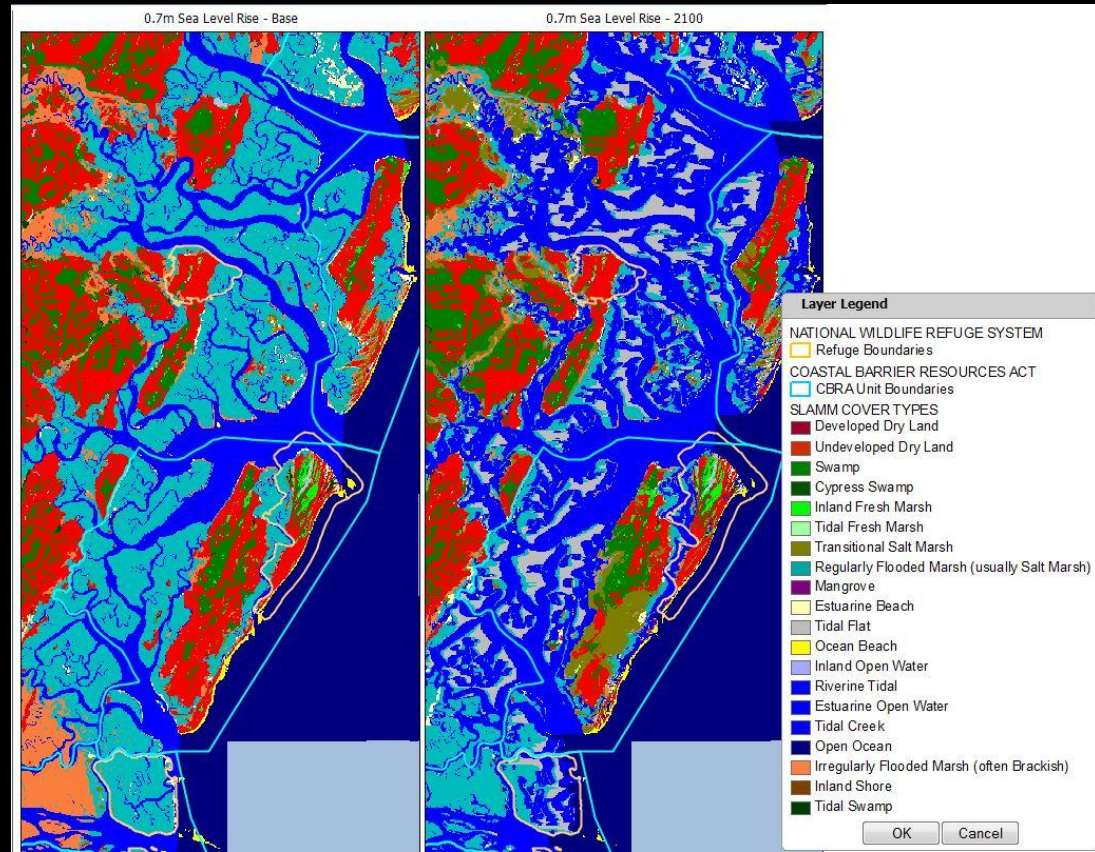 0.7m Sea Level Rise - Base
0.7m Sea Level Rise - 2100
Layer Legend
NATIONAL WILDLIFE REFUGE SYSTEM
Refuge Boundaries
COASTAL BARRIER RESOURCES ACT
CBRA Unit Boundaries
SLAMM COVER TYPES
Developed Dry Land
Undeveloped Dry Land
Swamp
Cypress Swamp
Inland Fresh Marsh
Tidal Fresh Marsh
Transitional Salt Marsh
Regularly Flooded Marsh (usually Salt Marsh)
Mangrove
Estuarine Beach
Tidal Flat
Ocean Beach
Inland Open Water
Riverine Tidal
Estuarine Open Water
Tidal Creek
Open Ocean
Irregularly Flooded Marsh (often Brackish)
Inland Shore
Tidal Swamp
OK
Cancel